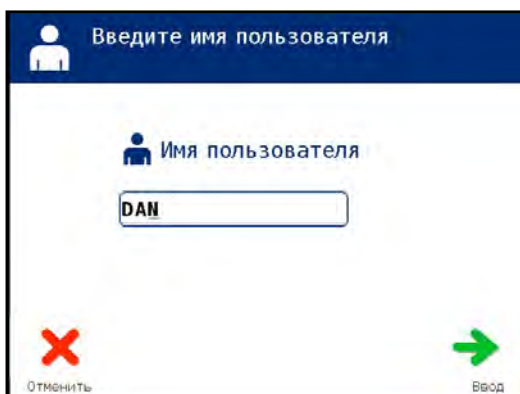 Введите имя пользователя
Имя пользователя
DAN
Отменить
Ввод